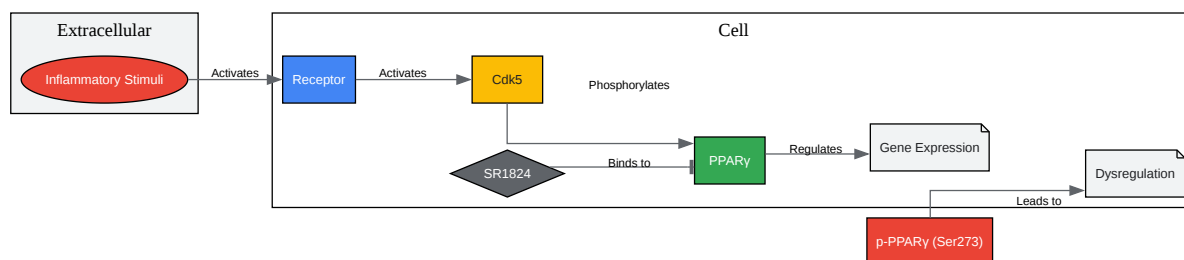 Extracellular
Cell
Inflammatory Stimuli
Activates
Receptor
Activates
Cdk5
Phosphorylates
SR1824
Binds to
PPARγ
Regulates
Gene Expression
Dysregulation
Leads to
p-PPARγ (Ser273)